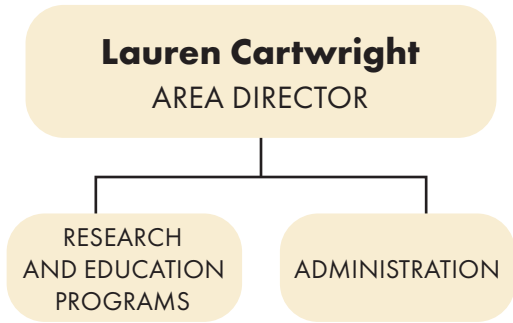 Lauren Cartwright
AREA DIRECTOR
RESEARCH
AND EDUCATION
PROGRAMS
ADMINISTRATION